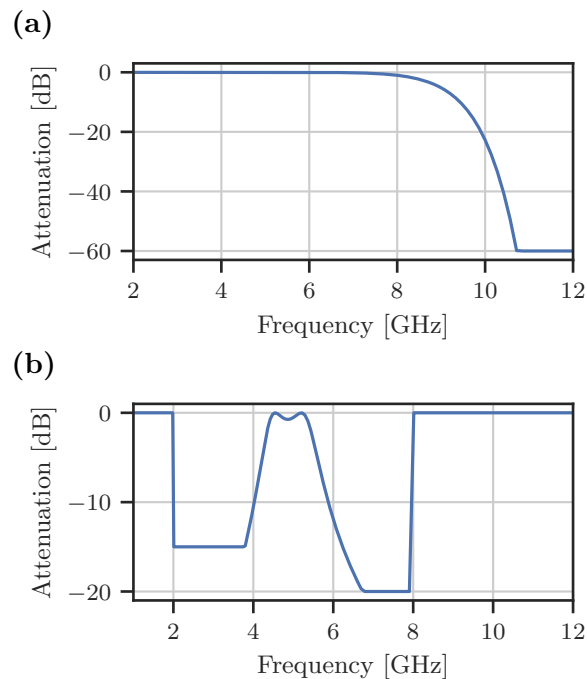 (a)
0
−20
−40
−60
Attenuation [dB]
2 4 6 8 10 12
Frequency [GHz]
(b)
0
−10
−20
Attenuation [dB]
2 4 6 8 10 12
Frequency [GHz]